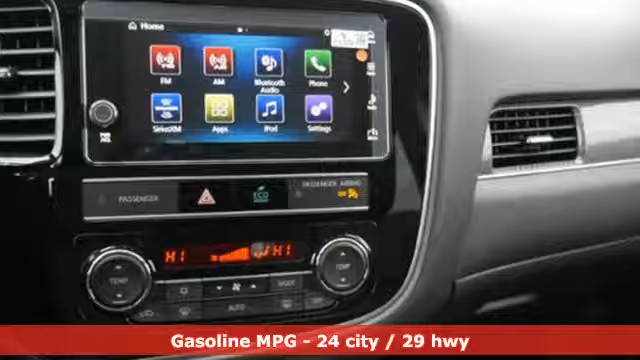 Home
FM
AM
Bluetooth Audio
Phone
SiriusXM
Apps
iPod
Settings
PWR
PASSENGER
ECO
PASSENGER AIRBAG
HI
HI
TEMP
TEMP
MODE
AUTO
Gasoline MPG - 24 city / 29 hwy